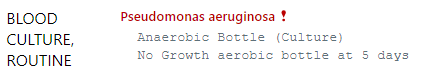 BLOOD CULTURE, ROUTINE
Pseudomonas aeruginosa !
Anaerobic Bottle (Culture)
No Growth aerobic bottle at 5 days